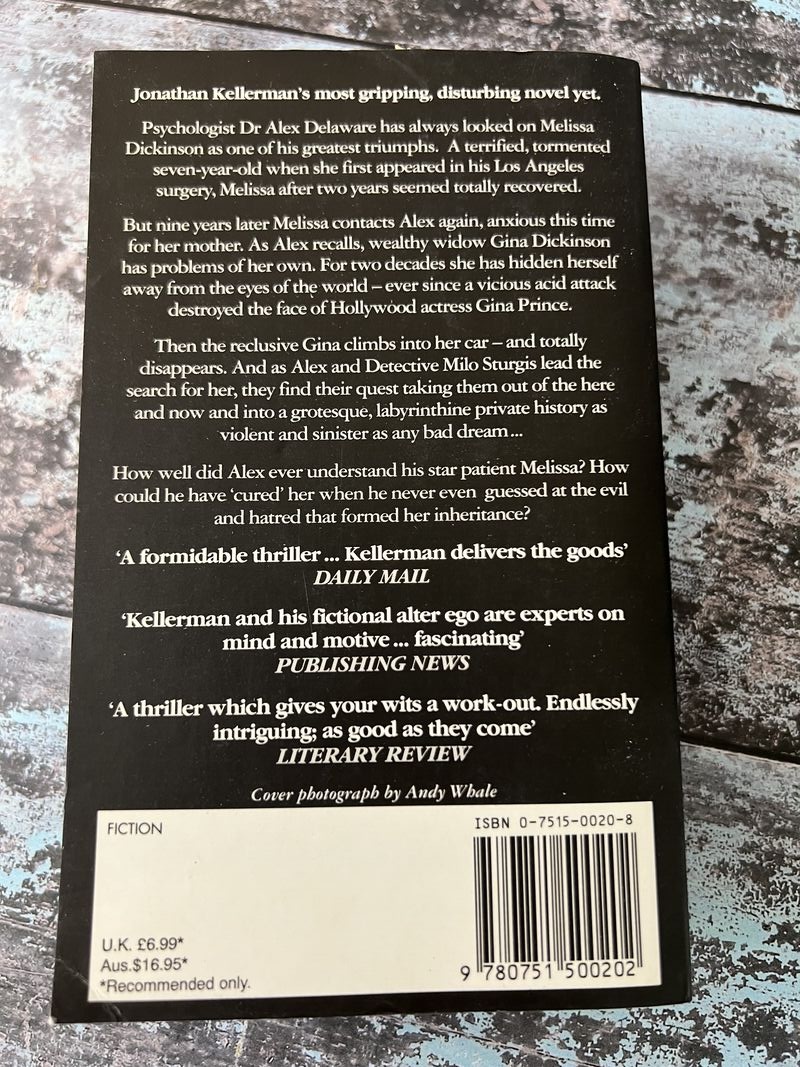 Jonathan Kellerman's most gripping, disturbing novel yet.
Psychologist Dr Alex Delaware has always looked on Melissa
Dickinson as one of his greatest triumphs. A terrified, tormented
seven-year-old when she first appeared in his Los Angeles
surgery, Melissa after two years seemed totally recovered.
But nine years later Melissa contacts Alex again, anxious this time
for her mother. As Alex recalls, wealthy widow Gina Dickinson
has problems of her own. For two decades she has hidden herself
away from the eyes of the world – ever since a vicious acid attack
destroyed the face of Hollywood actress Gina Prince.
Then the reclusive Gina climbs into her car – and totally
disappears. And as Alex and Detective Milo Sturgis lead the
search for her, they find their quest taking them out of the here
and now and into a grotesque, labyrinthine private history as
violent and sinister as any bad dream...
How well did Alex ever understand his star patient Melissa? How
could he have 'cured' her when he never even guessed at the evil
and hatred that formed her inheritance?
'A formidable thriller... Kellerman delivers the goods'
DAILY MAIL
'Kellerman and his fictional alter ego are experts on
mind and motive... fascinating'
PUBLISHING NEWS
'A thriller which gives your wits a work-out. Endlessly
intriguing; as good as they come'
LITERARY REVIEW
Cover photograph by Andy Whale
FICTION
ISBN 0-7515-0020-8
U.K. £6.99*
Aus.$16.95*
*Recommended only.
9 780751 500202